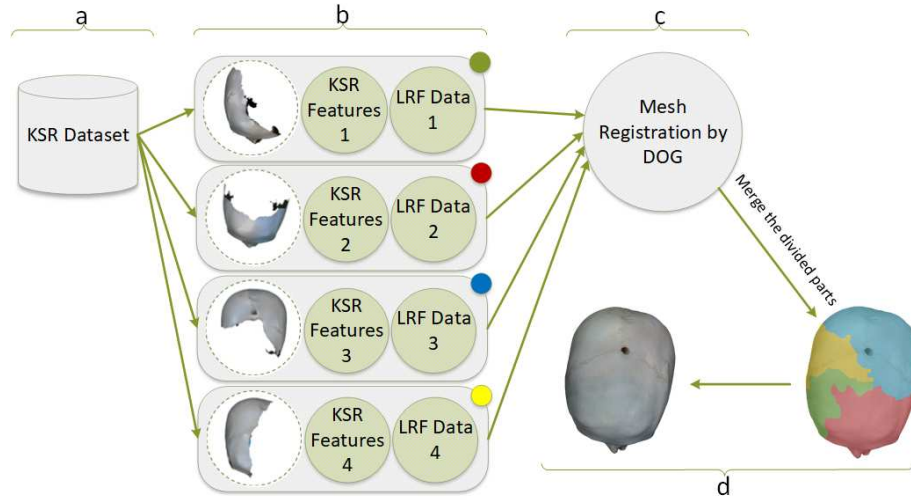 a
b
c
KSR Dataset
KSR
Features
1
LRF Data
1
KSR
Features
2
LRF Data
2
KSR
Features
3
LRF Data
3
KSR
Features
4
LRF Data
4
Mesh
Registration by
DOG
Merge the divided parts
d